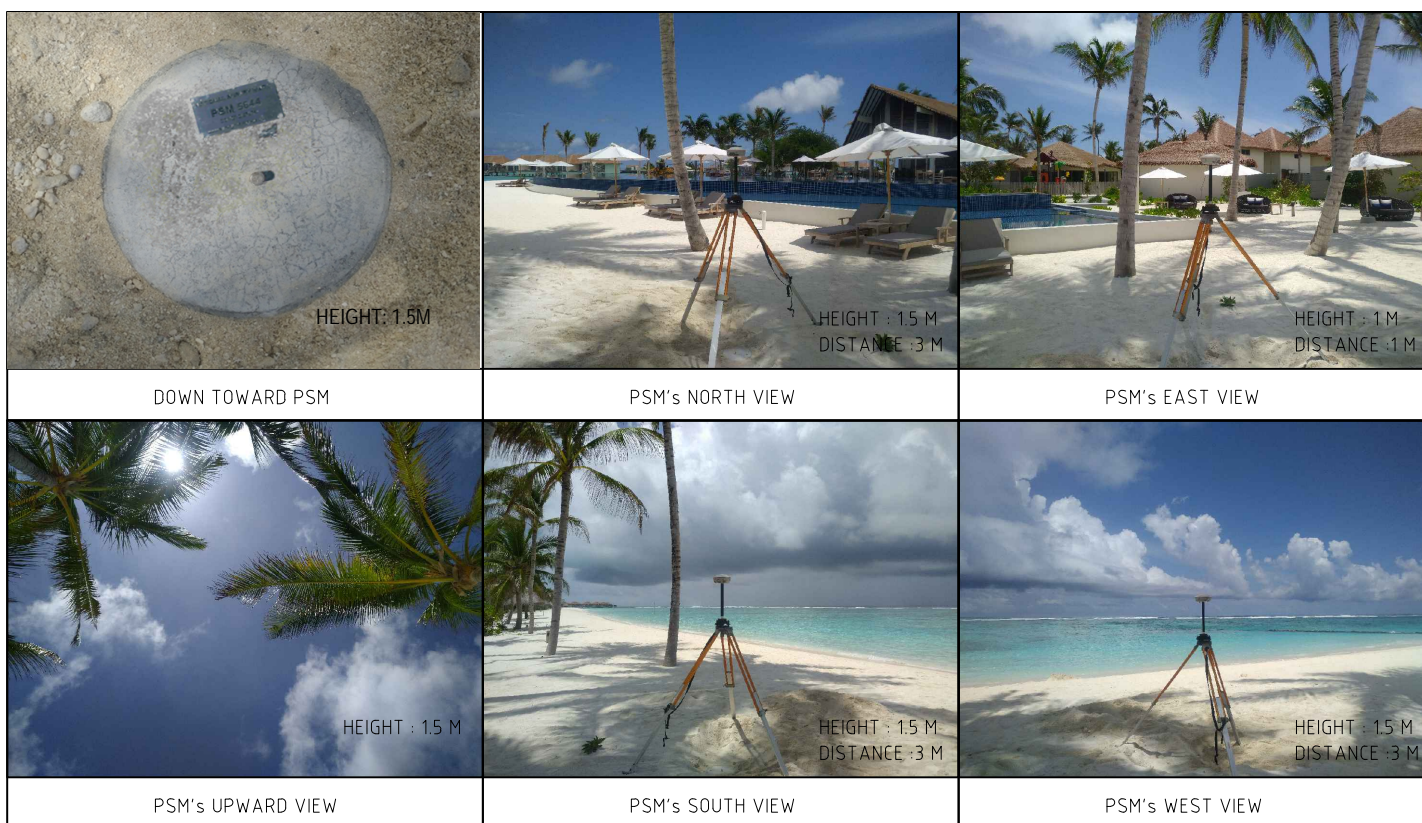 HEIGHT: 1.5M
HEIGHT : 1.5 M
DISTANCE :3 M
HEIGHT : 1 M
DISTANCE :1 M
DOWN TOWARD PSM
PSM's NORTH VIEW
PSM's EAST VIEW
HEIGHT : 1.5 M
HEIGHT : 1.5 M
DISTANCE :3 M
HEIGHT : 1.5 M
DISTANCE :3 M
PSM's UPWARD VIEW
PSM's SOUTH VIEW
PSM's WEST VIEW